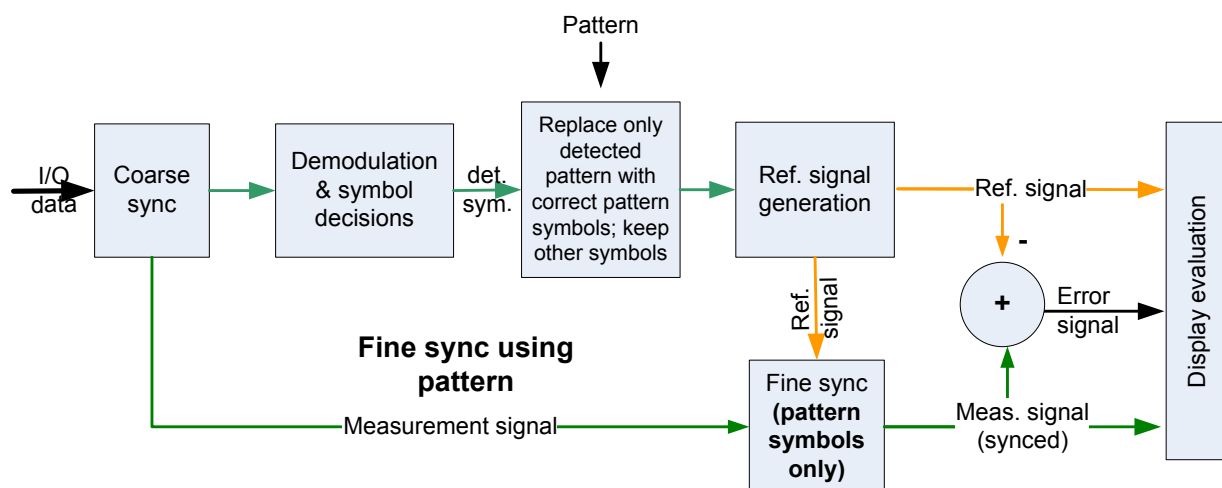 Pattern
I/Q
data
Coarse
sync
Demodulation
& symbol
decisions
det.
sym.
Replace only
detected
pattern with
correct pattern
symbols; keep
other symbols
Ref. signal
generation
Ref. signal
-
+
Error
signal
Display evaluation
Ref.
signal
Fine sync using
pattern
Measurement signal
Fine sync
(pattern
symbols
only)
Meas. signal
(synced)